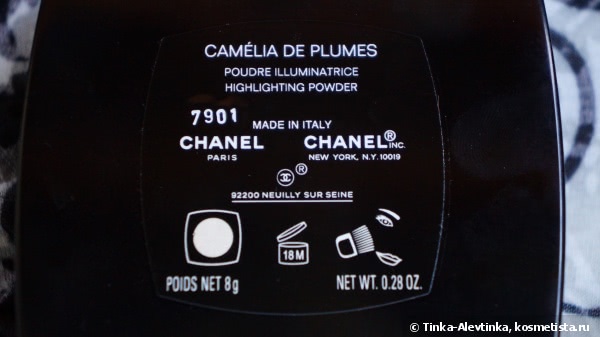 CAMÉLIA DE PLUMES
POUDRE ILLUMINATRICE
HIGHLIGHTING POWDER
7901 MADE IN ITALY
CHANEL CHANEL® INC.
PARIS NEW YORK, N.Y. 10019
®
92200 NEUILLY SUR SEINE
18M
POIDS NET 8g NET WT. 0.28 OZ.
© Tinka-Alevtinka, kosmetista.ru